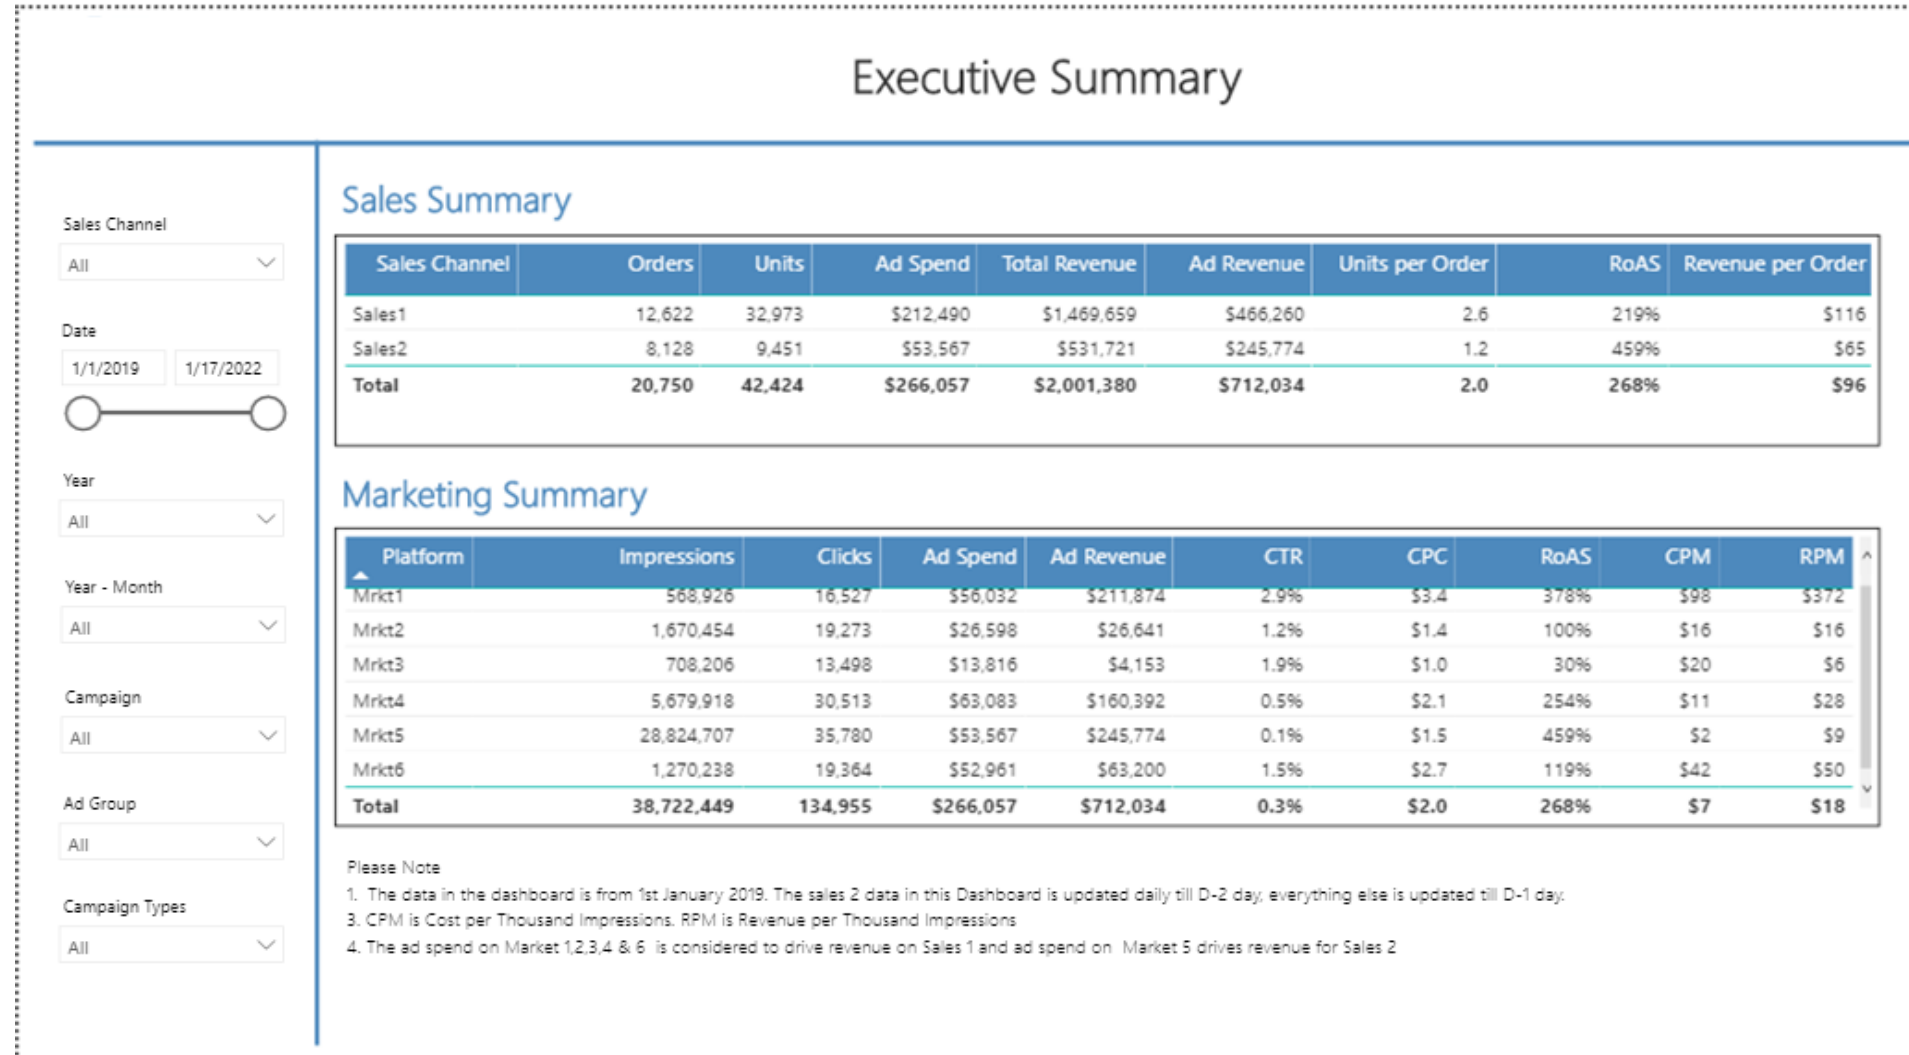 Executive Summary
Sales Channel
All
Date
1/1/2019 1/17/2022
Year
All
Year - Month
All
Campaign
All
Ad Group
All
Campaign Types
All
Sales Summary
Sales Channel Orders Units Ad Spend Total Revenue Ad Revenue Units per Order RoAS Revenue per Order
Sales1 12,622 32,973 $212,490 $1,469,659 $466,260 2.6 219% $116
Sales2 8,128 9,451 $53,567 $531,721 $245,774 1.2 459% $65
Total 20,750 42,424 $266,057 $2,001,380 $712,034 2.0 268% $96
Marketing Summary
Platform Impressions Clicks Ad Spend Ad Revenue CTR CPC RoAS CPM RPM
Mrkt1 568,926 16,527 $56,032 $211,874 2.9% $3.4 378% $98 $372
Mrkt2 1,670,454 19,273 $26,598 $26,641 1.2% $1.4 100% $16 $16
Mrkt3 708,206 13,498 $13,816 $4,153 1.9% $1.0 30% $20 $6
Mrkt4 5,679,918 30,513 $63,083 $160,392 0.5% $2.1 254% $11 $28
Mrkt5 28,824,707 35,780 $53,567 $245,774 0.1% $1.5 459% $2 $9
Mrkt6 1,270,238 19,364 $52,961 $63,200 1.5% $2.7 119% $42 $50
Total 38,722,449 134,955 $266,057 $712,034 0.3% $2.0 268% $7 $18
Please Note
1. The data in the dashboard is from 1st January 2019. The sales 2 data in this Dashboard is updated daily till D-2 day, everything else is updated till D-1 day.
3. CPM is Cost per Thousand Impressions. RPM is Revenue per Thousand Impressions
4. The ad spend on Market 1,2,3,4 & 6 is considered to drive revenue on Sales 1 and ad spend on Market 5 drives revenue for Sales 2